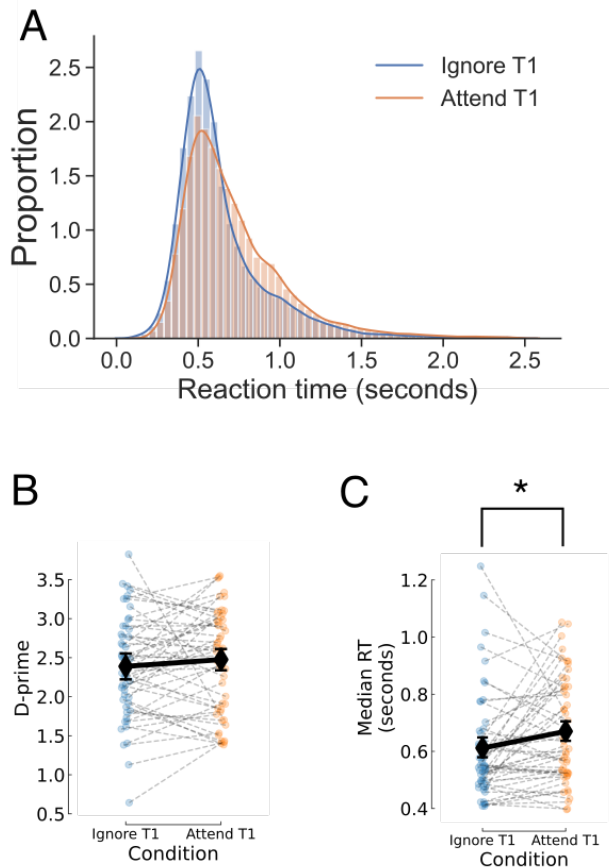 A
Proportion
2.5
2.0
1.5
1.0
0.5
0.0
Ignore T1
Attend T1
0.0 0.5 1.0 1.5 2.0 2.5
Reaction time (seconds)
B
D-prime
3.5
3.0
2.5
2.0
1.5
1.0
0.5
Ignore T1 Attend T1
Condition
C
*
Median RT
(seconds)
1.2
1.0
0.8
0.6
0.4
Ignore T1 Attend T1
Condition